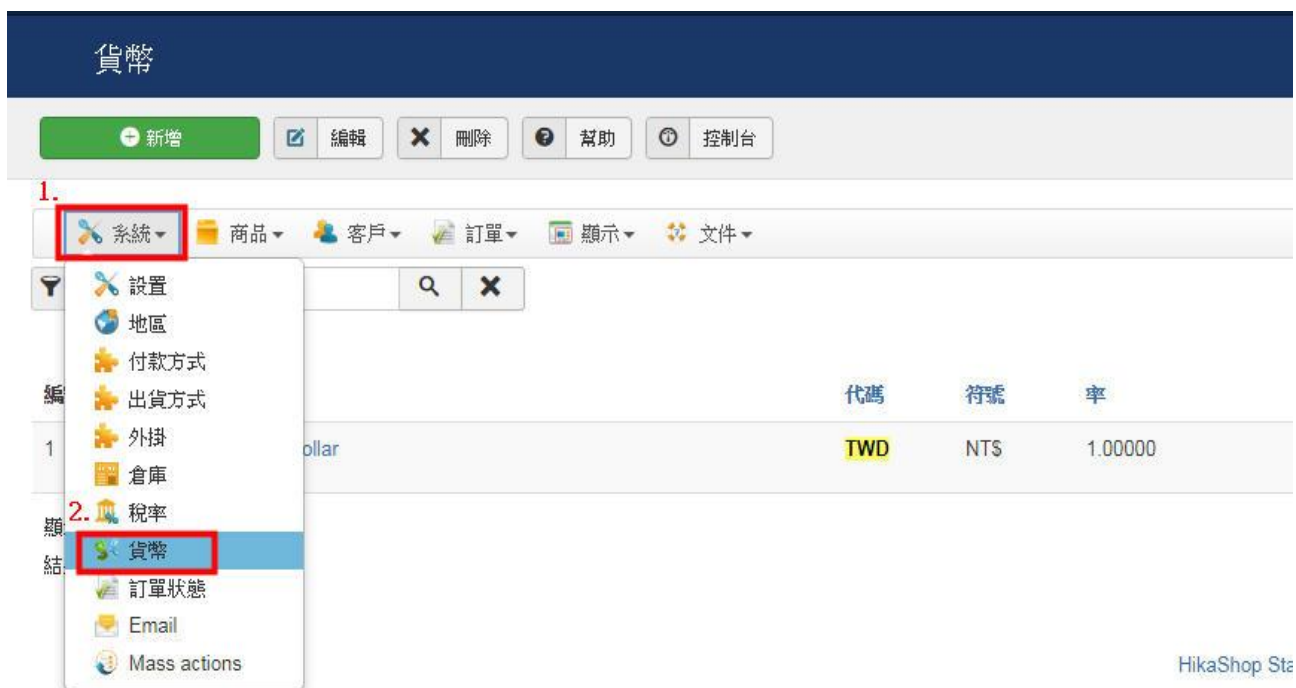 貨幣
新增 編輯 刪除 幫助 控制台
1.
系統 商品 客戶 訂單 顯示 文件
設置
地區
付款方式
出貨方式 代碼 符號 率
外掛
1 ollar TWD NT$ 1.00000
倉庫
2. 稅率
貨幣
訂單狀態
Email
Mass actions
HikaShop Sta